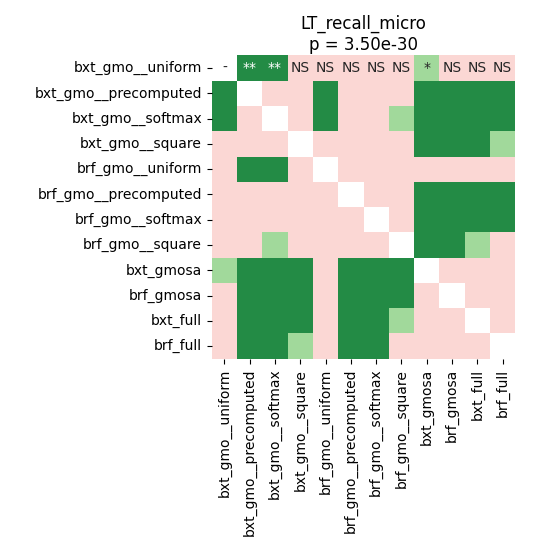 LT_recall_micro
p = 3.50e-30
bxt_gmo__uniform - ** ** NS NS NS NS NS * NS NS NS
bxt_gmo__precomputed
bxt_gmo__softmax
bxt_gmo__square
brf_gmo__uniform
brf_gmo__precomputed
brf_gmo__softmax
brf_gmo__square
bxt_gmosa
brf_gmosa
bxt_full
brf_full
bxt_gmo__uniform
bxt_gmo__precomputed
bxt_gmo__softmax
bxt_gmo__square
brf_gmo__uniform
brf_gmo__precomputed
brf_gmo__softmax
brf_gmo__square
bxt_gmosa
brf_gmosa
bxt_full
brf_full